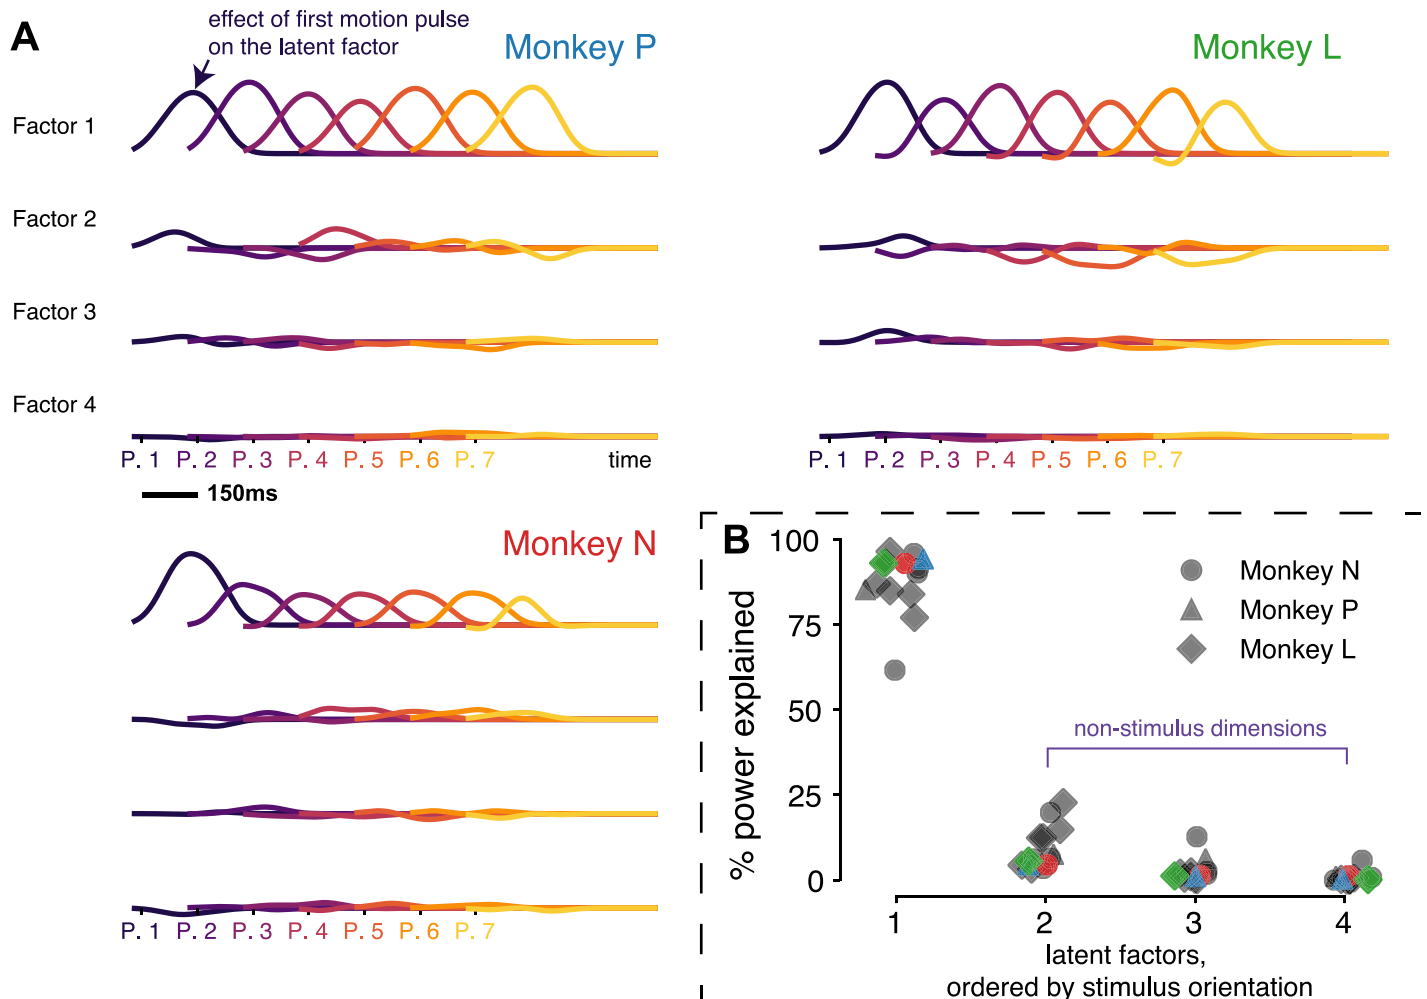 A
effect of first motion pulse
on the latent factor
Monkey P
Monkey L
Factor 1
Factor 2
Factor 3
Factor 4
P. 1 P. 2 P. 3 P. 4 P. 5 P. 6 P. 7 time
P. 1 P. 2 P. 3 P. 4 P. 5 P. 6 P. 7
150ms
Monkey N
P. 1 P. 2 P. 3 P. 4 P. 5 P. 6 P. 7
B
% power explained
100
75
50
25
0
Monkey N
Monkey P
Monkey L
non-stimulus dimensions
1 2 3 4
latent factors,
ordered by stimulus orientation